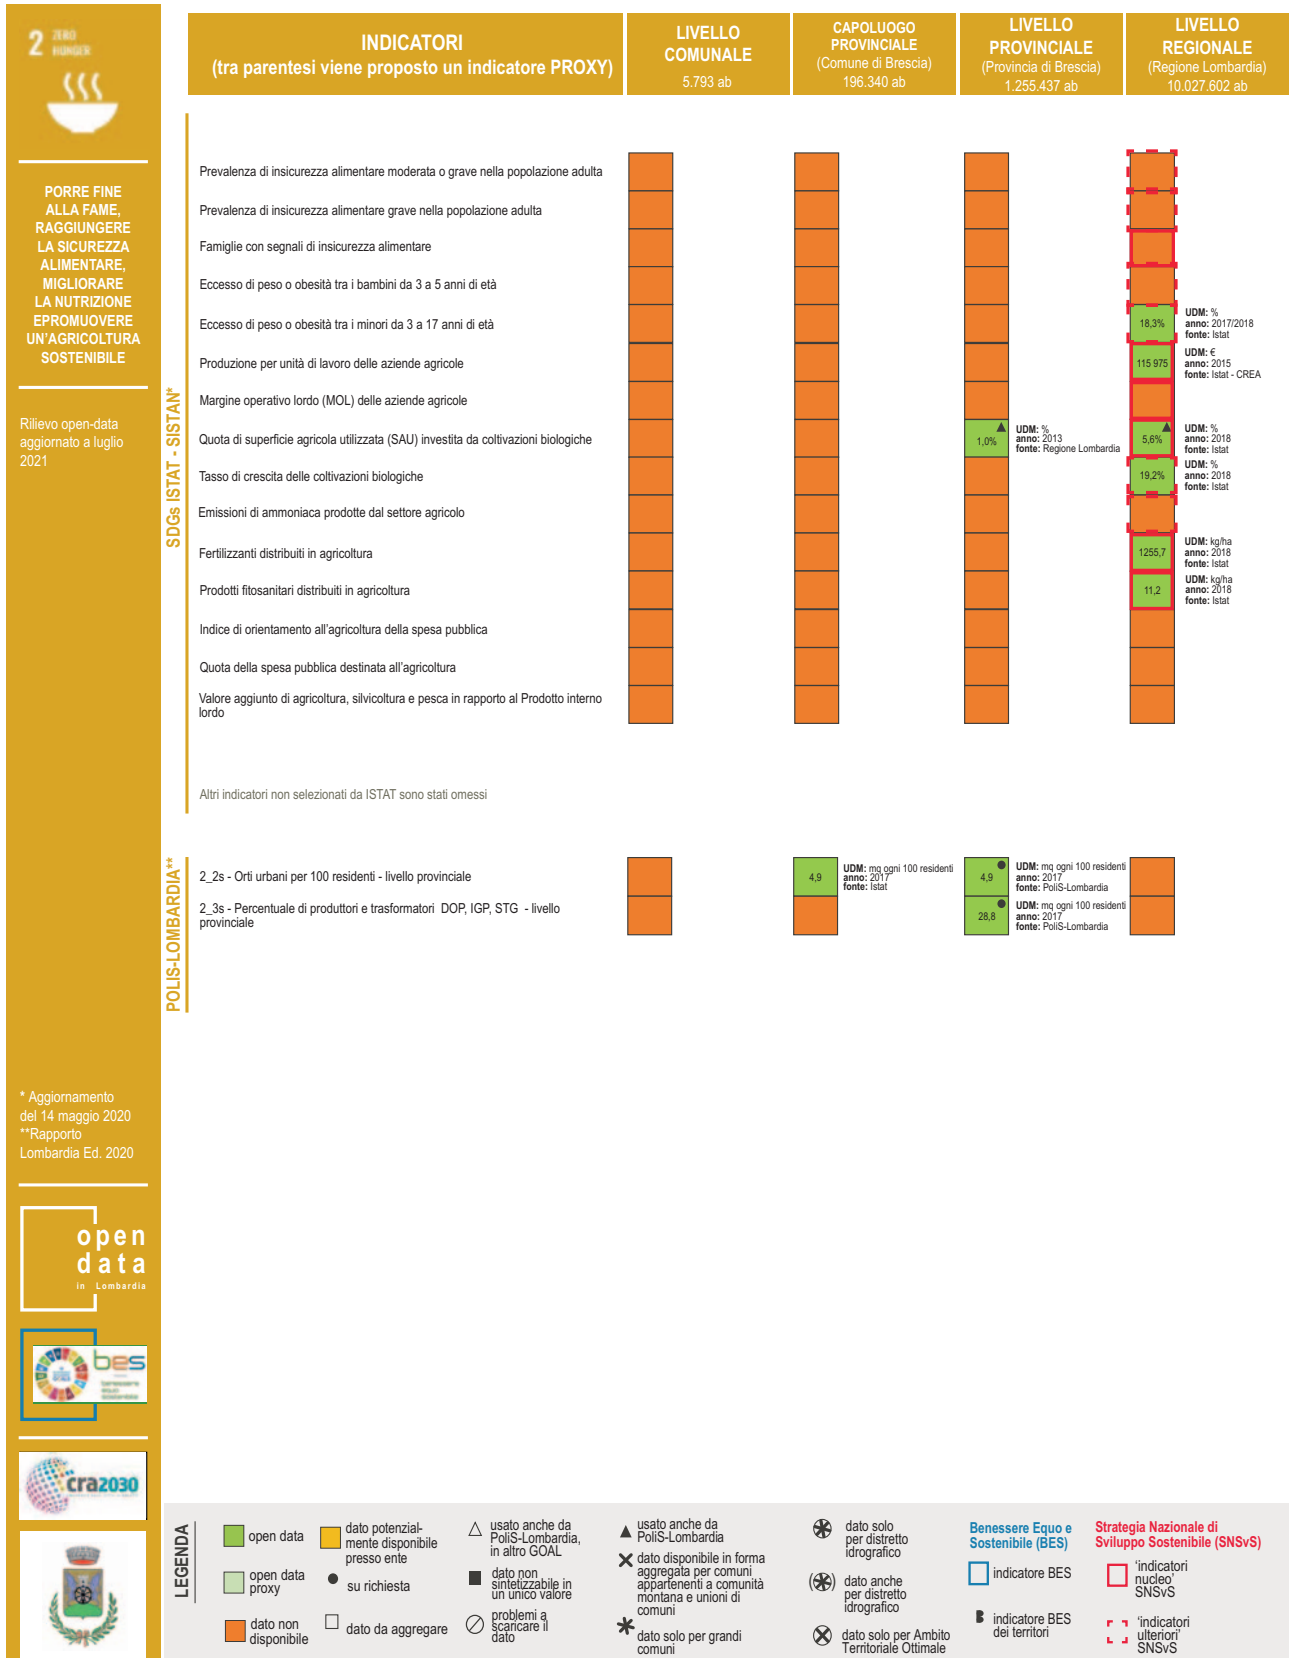 2 ZERO
HUNGER
PORRE FINE
ALLA FAME,
RAGGIUNGERE
LA SICUREZZA
ALIMENTARE,
MIGLIORARE
LA NUTRIZIONE
EPROMUOVERE
UN'AGRICOLTURA
SOSTENIBILE
Rilievo open-data
aggiornato a luglio
2021
* Aggiornamento
del 14 maggio 2020
**Rapporto
Lombardia Ed. 2020
open
data
in Lombardia
bes
benessere
equo
sostenibile
cra2030
INDICATORI
(tra parentesi viene proposto un indicatore PROXY)
LIVELLO
COMUNALE
5.793 ab
CAPOLUOGO
PROVINCIALE
(Comune di Brescia)
196.340 ab
LIVELLO
PROVINCIALE
(Provincia di Brescia)
1.255.437 ab
LIVELLO
REGIONALE
(Regione Lombardia)
10.027.602 ab
SDGs ISTAT - SISTAN*
Prevalenza di insicurezza alimentare moderata o grave nella popolazione adulta
Prevalenza di insicurezza alimentare grave nella popolazione adulta
Famiglie con segnali di insicurezza alimentare
Eccesso di peso o obesità tra i bambini da 3 a 5 anni di età
Eccesso di peso o obesità tra i minori da 3 a 17 anni di età
18,3%
UDM: %
anno: 2017/2018
fonte: Istat
Produzione per unità di lavoro delle aziende agricole
115 975
UDM: €
anno: 2015
fonte: Istat - CREA
Margine operativo lordo (MOL) delle aziende agricole
Quota di superficie agricola utilizzata (SAU) investita da coltivazioni biologiche
1,0%
UDM: %
anno: 2013
fonte: Regione Lombardia
5,6%
UDM: %
anno: 2018
fonte: Istat
Tasso di crescita delle coltivazioni biologiche
19,2%
UDM: %
anno: 2018
fonte: Istat
Emissioni di ammoniaca prodotte dal settore agricolo
Fertilizzanti distribuiti in agricoltura
1255,7
UDM: kg/ha
anno: 2018
fonte: Istat
Prodotti fitosanitari distribuiti in agricoltura
11,2
UDM: kg/ha
anno: 2018
fonte: Istat
Indice di orientamento all'agricoltura della spesa pubblica
Quota della spesa pubblica destinata all'agricoltura
Valore aggiunto di agricoltura, silvicoltura e pesca in rapporto al Prodotto interno
lordo
Altri indicatori non selezionati da ISTAT sono stati omessi
POLIS-LOMBARDIA**
2_2s - Orti urbani per 100 residenti - livello provinciale
4,9
UDM: mq ogni 100 residenti
anno: 2017
fonte: Istat
4,9
UDM: mq ogni 100 residenti
anno: 2017
fonte: PoliS-Lombardia
2_3s - Percentuale di produttori e trasformatori DOP, IGP, STG - livello
provinciale
28,8
UDM: mq ogni 100 residenti
anno: 2017
fonte: PoliS-Lombardia
LEGENDA
open data
open data
proxy
dato non
disponibile
dato potenzial-
mente disponibile
presso ente
su richiesta
dato da aggregare
usato anche da
PoliS-Lombardia,
in altro GOAL
dato non
sintetizzabile in
un unico valore
problemi a
scaricare il
dato
usato anche da
PoliS-Lombardia
dato disponibile in forma
aggregata per comuni
appartenenti a comunità
montana e unioni di
comuni
dato solo per grandi
comuni
dato solo
per distretto
idrografico
dato anche
per distretto
idrografico
dato solo per Ambito
Territoriale Ottimale
Benessere Equo e
Sostenibile (BES)
indicatore BES
B indicatore BES
dei territori
Strategia Nazionale di
Sviluppo Sostenibile (SNSvS)
'indicatori
nucleo'
SNSvS
'indicatori
ulteriori'
SNSvS